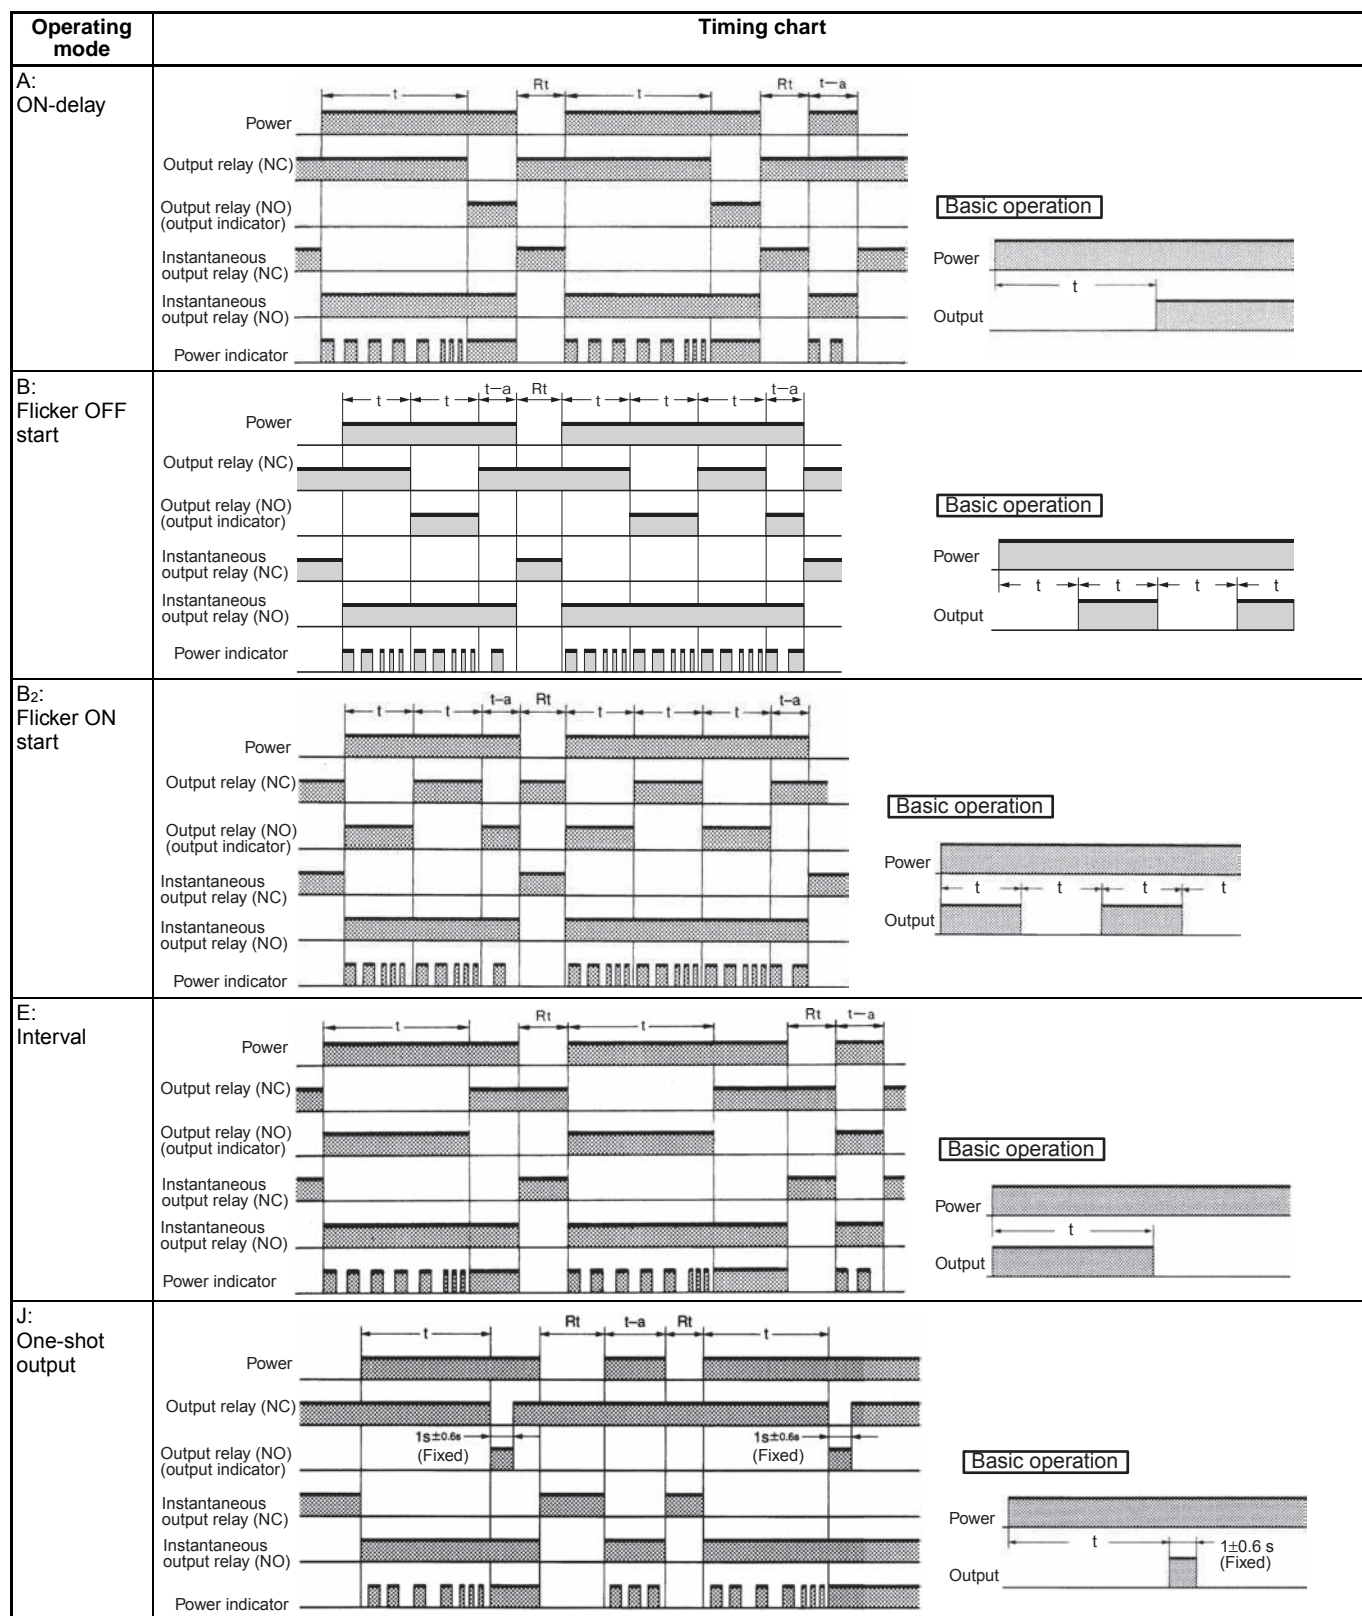 Operating mode
Timing chart
A:
ON-delay
t
Rt
t
Rt
t–a
Power
Output relay (NC)
Output relay (NO)
(output indicator)
Instantaneous
output relay (NC)
Instantaneous
output relay (NO)
Power indicator
Basic operation
Power
t
Output
B:
Flicker OFF
start
t
t
t–a
Rt
t
t
t
t–a
Power
Output relay (NC)
Output relay (NO)
(output indicator)
Instantaneous
output relay (NC)
Instantaneous
output relay (NO)
Power indicator
Basic operation
Power
t
t
t
t
Output
B2:
Flicker ON
start
t
t
t–a
Rt
t
t
t
t–a
Power
Output relay (NC)
Output relay (NO)
(output indicator)
Instantaneous
output relay (NC)
Instantaneous
output relay (NO)
Power indicator
Basic operation
Power
t
t
t
t
Output
E:
Interval
t
Rt
t
Rt
t–a
Power
Output relay (NC)
Output relay (NO)
(output indicator)
Instantaneous
output relay (NC)
Instantaneous
output relay (NO)
Power indicator
Basic operation
Power
t
Output
J:
One-shot
output
t
Rt
t–a
Rt
t
Power
Output relay (NC)
1s±0.6s
(Fixed)
1s±0.6s
(Fixed)
Output relay (NO)
(output indicator)
Instantaneous
output relay (NC)
Instantaneous
output relay (NO)
Power indicator
Basic operation
Power
t
1±0.6 s
(Fixed)
Output